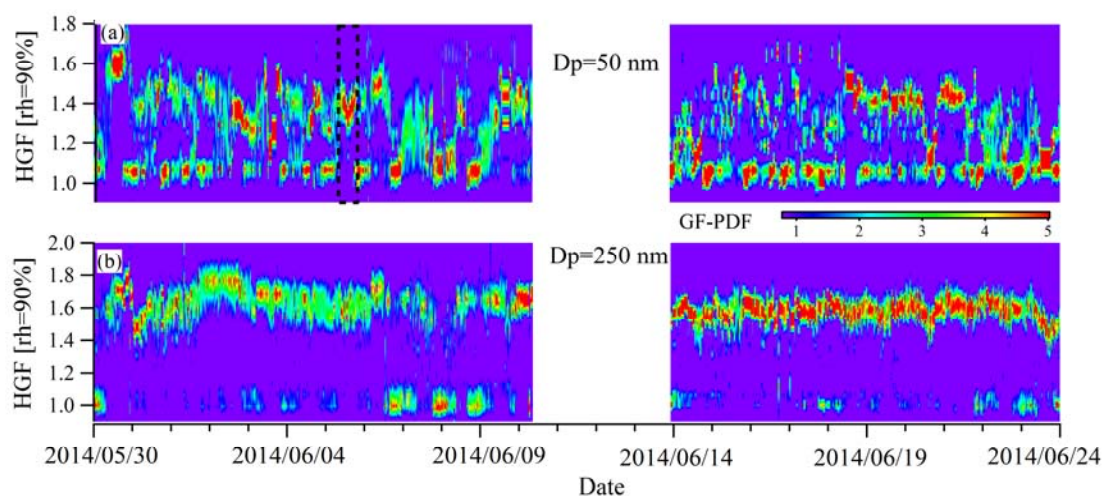 1.8
(a)
1.6
1.4
1.2
1.0
HGF [rh=90%]
Dp=50 nm
GF-PDF
1 2 3 4 5
2.0
(b)
1.8
1.6
1.4
1.2
1.0
HGF [rh=90%]
Dp=250 nm
2014/05/30 2014/06/04 2014/06/09 2014/06/14 2014/06/19 2014/06/24
Date